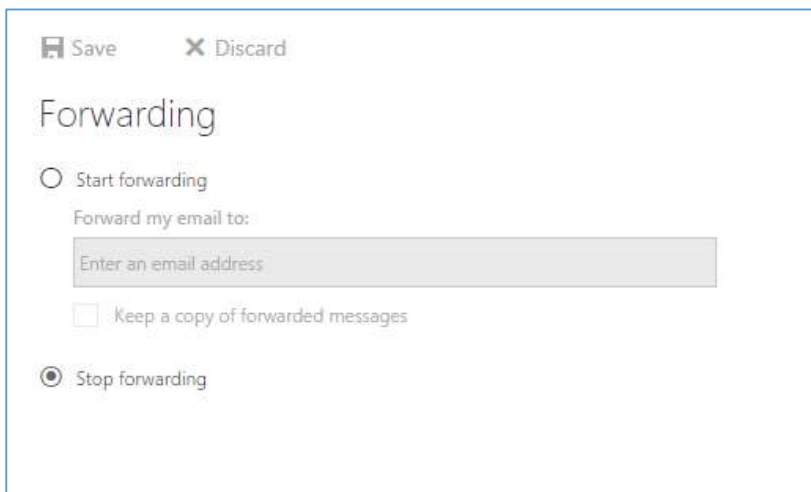 Save Discard
Forwarding
Start forwarding
Forward my email to:
Enter an email address
Keep a copy of forwarded messages
Stop forwarding